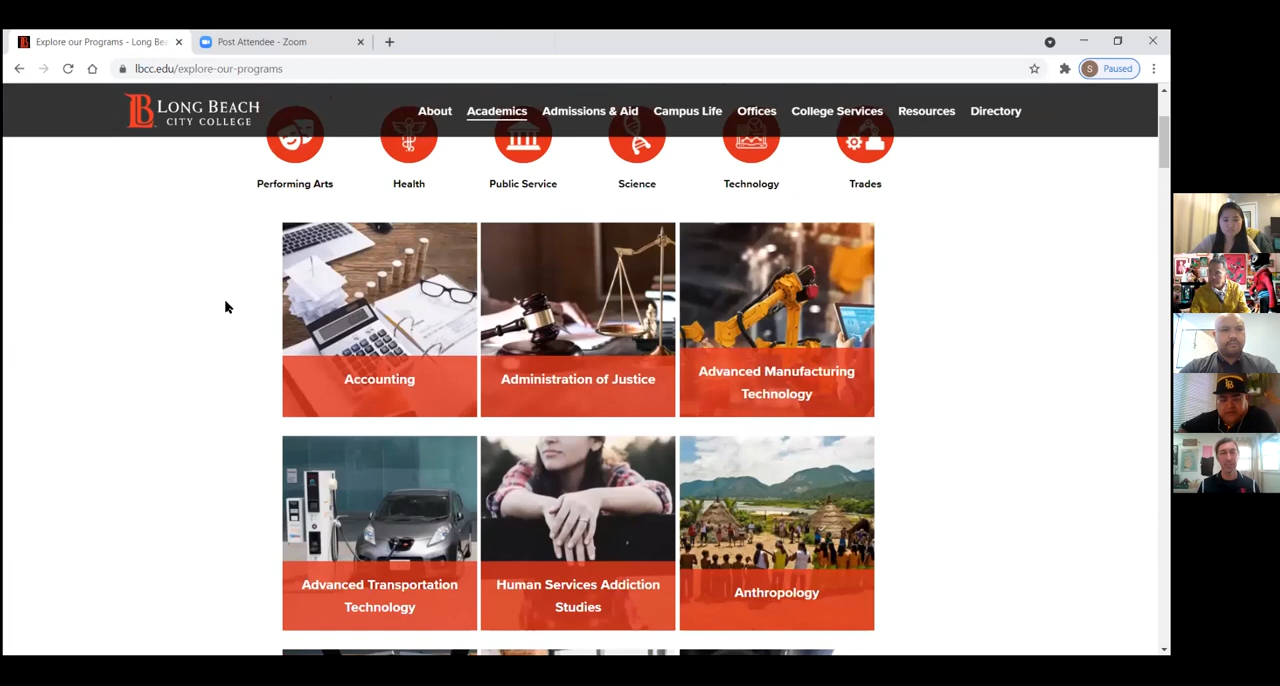 Explore our Programs - Long Bea
Post Attendee - Zoom
lbcc.edu/explore-our-programs
S
Paused
LB LONG BEACH
CITY COLLEGE
About
Academics
Admissions & Aid
Campus Life
Offices
College Services
Resources
Directory
Performing Arts
Health
Public Service
Science
Technology
Trades
Accounting
Administration of Justice
Advanced Manufacturing
Technology
Advanced Transportation
Technology
Human Services Addiction
Studies
Anthropology